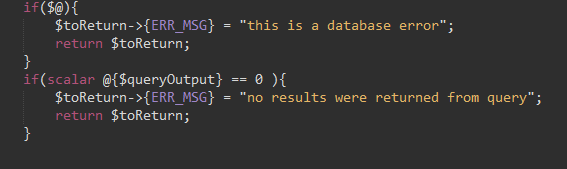 if($@){
    $toReturn->{ERR_MSG} = "this is a database error";
    return $toReturn;
}
if(scalar @{$queryOutput} == 0 ){
    $toReturn->{ERR_MSG} = "no results were returned from query";
    return $toReturn;
}